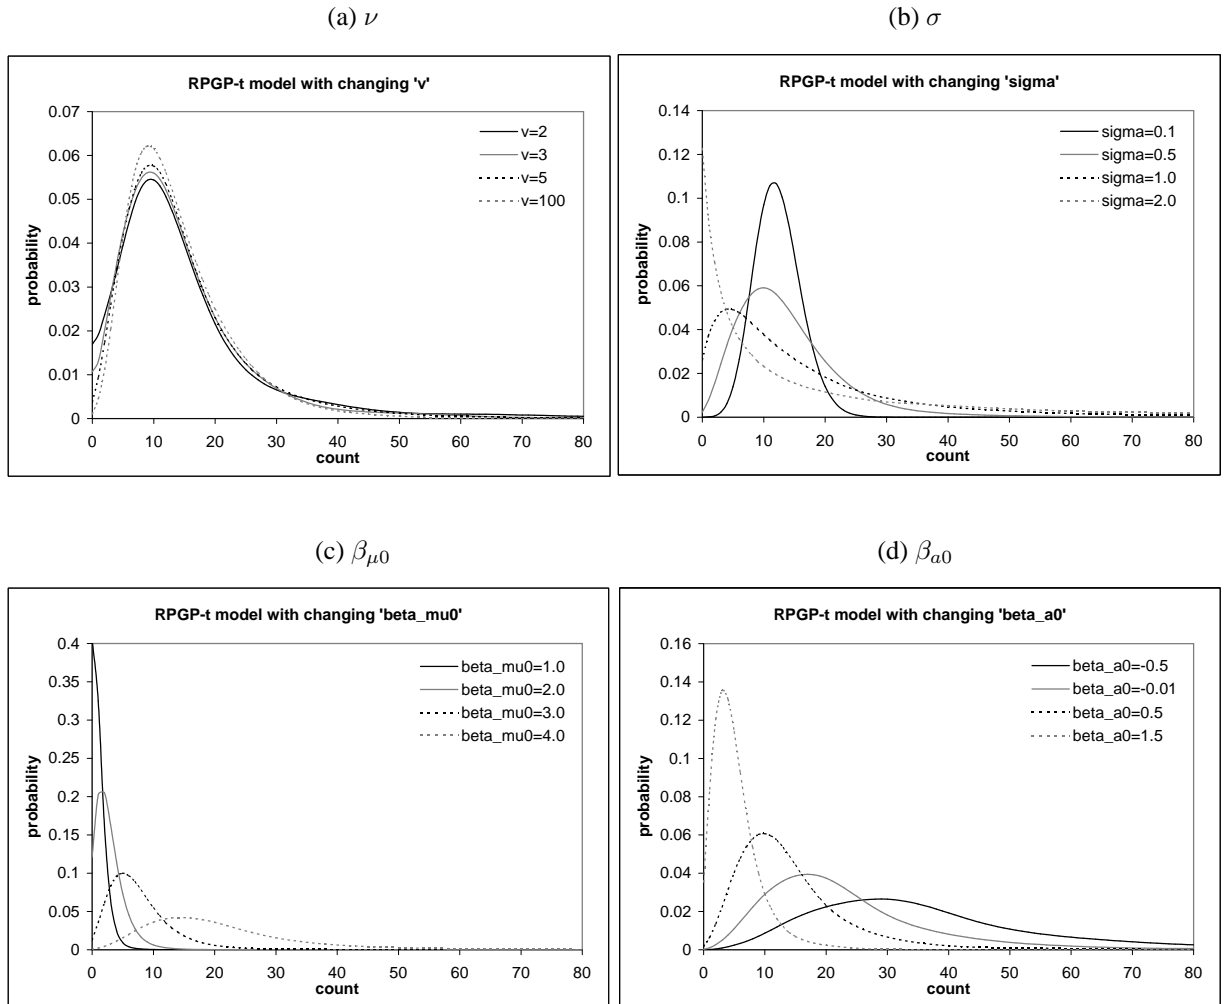 (a) ν
(b) σ
RPGP-t model with changing 'v'
0.07
0.06
0.05
0.04
0.03
0.02
0.01
0
probability
v=2
v=3
v=5
v=100
0 10 20 30 40 50 60 70 80
count
RPGP-t model with changing 'sigma'
0.14
0.12
0.1
0.08
0.06
0.04
0.02
0
probability
sigma=0.1
sigma=0.5
sigma=1.0
sigma=2.0
0 10 20 30 40 50 60 70 80
count
(c) βμ0
(d) βa0
RPGP-t model with changing 'beta_mu0'
0.4
0.35
0.3
0.25
0.2
0.15
0.1
0.05
0
probability
beta_mu0=1.0
beta_mu0=2.0
beta_mu0=3.0
beta_mu0=4.0
0 10 20 30 40 50 60 70 80
count
RPGP-t model with changing 'beta_a0'
0.16
0.14
0.12
0.1
0.08
0.06
0.04
0.02
0
probability
beta_a0=-0.5
beta_a0=-0.01
beta_a0=0.5
beta_a0=1.5
0 10 20 30 40 50 60 70 80
count